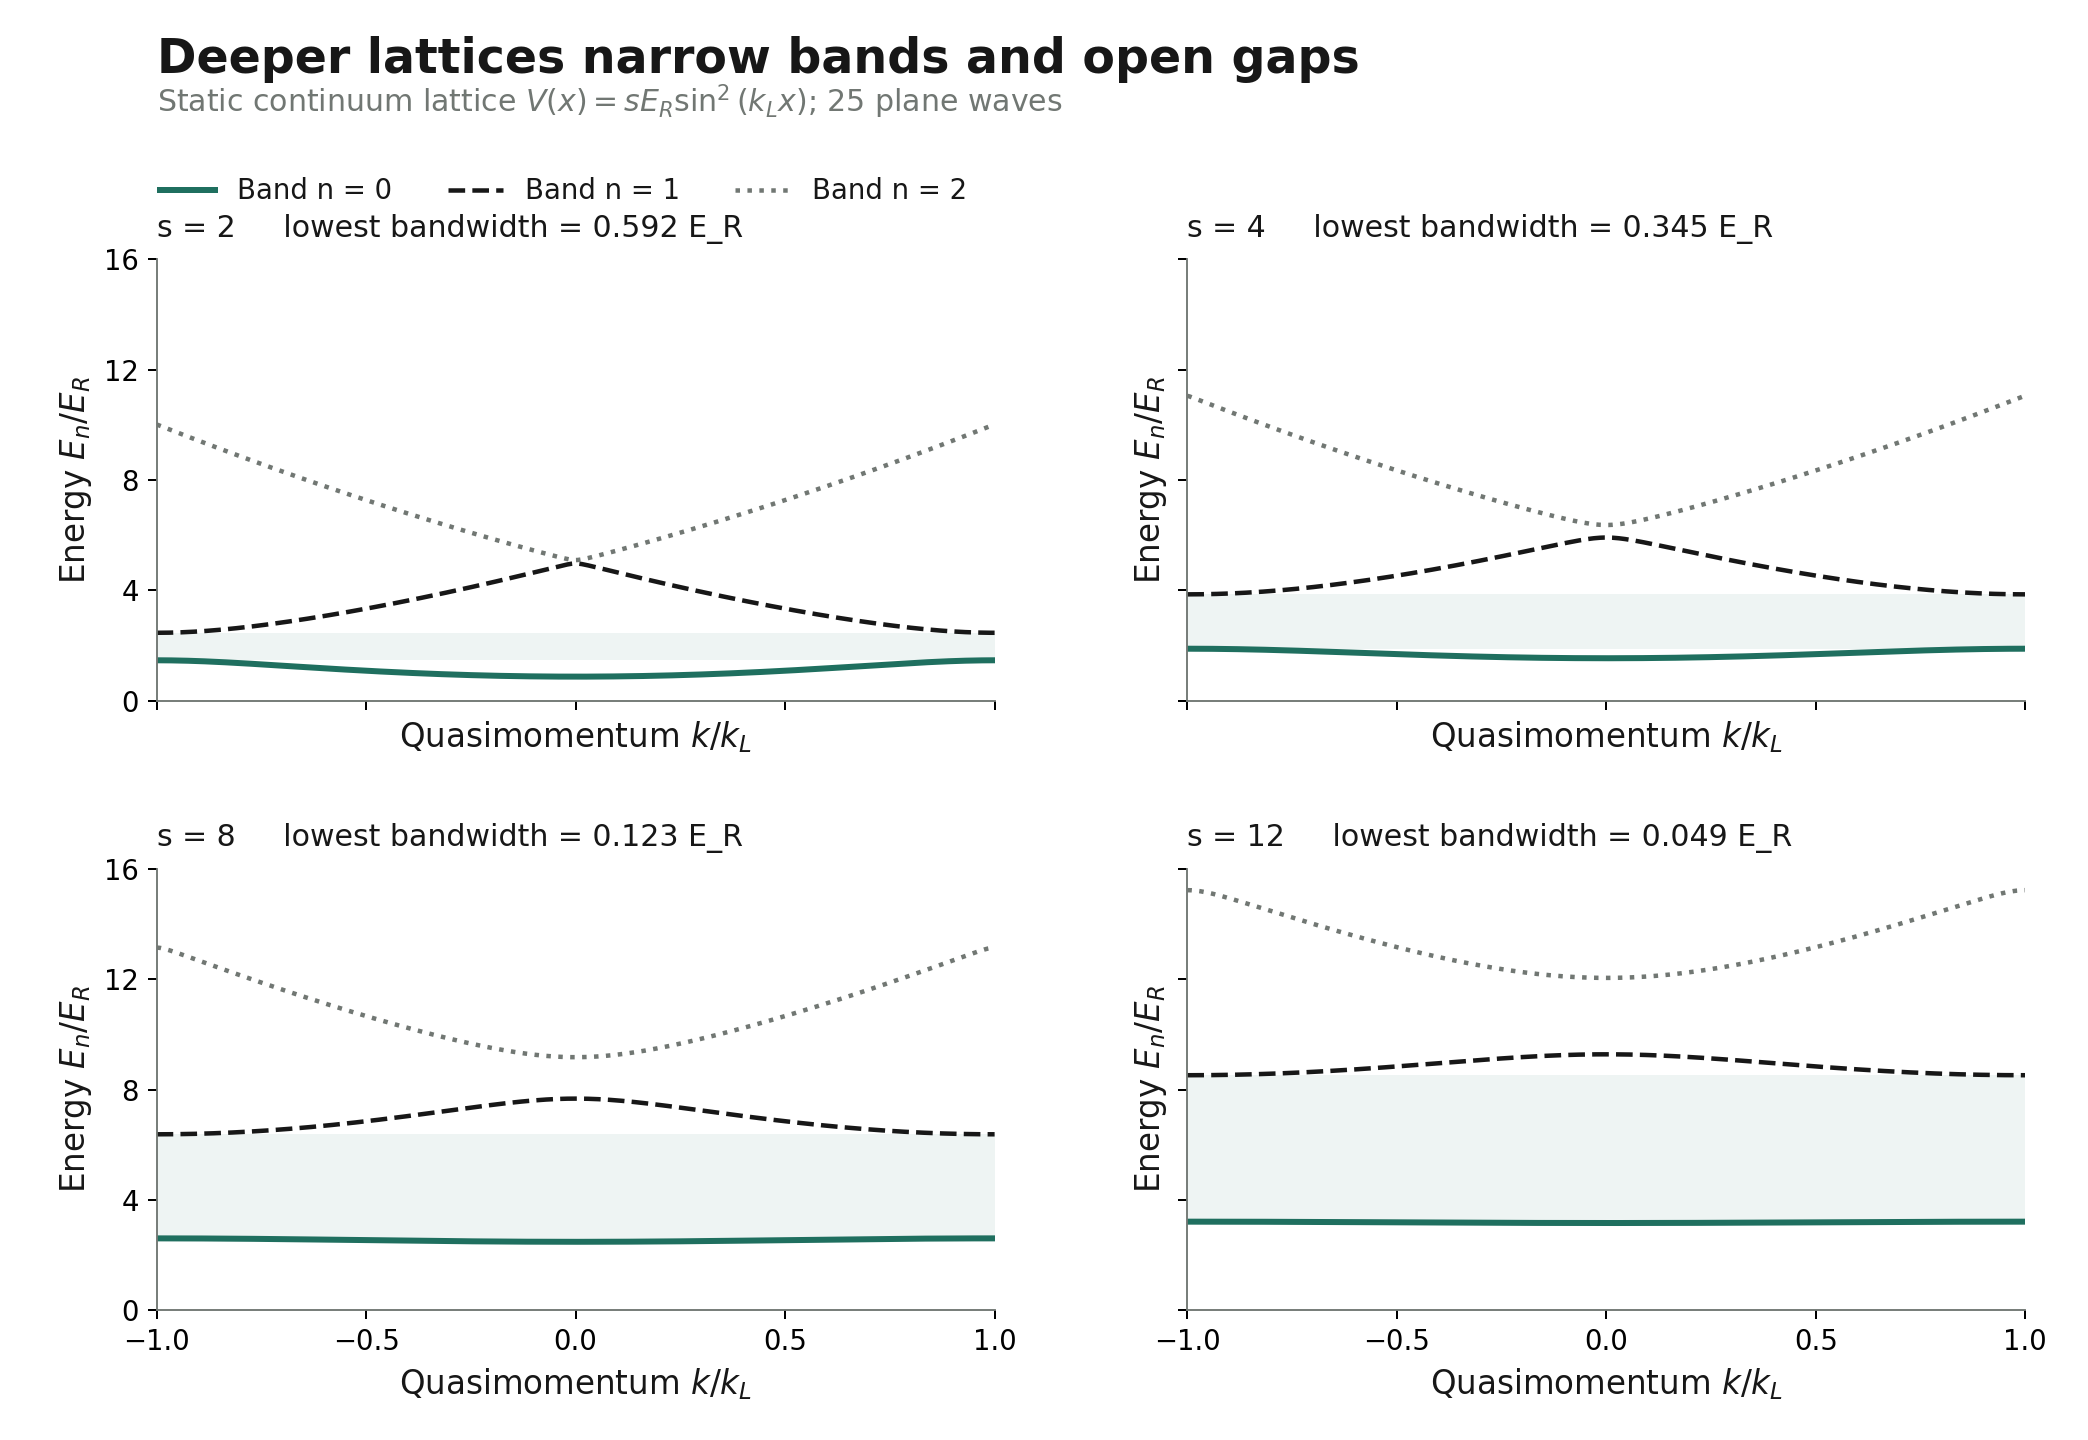 Deeper lattices narrow bands and open gaps
Static continuum lattice V(x) = sE_R sin² (k_L x); 25 plane waves
Band n = 0 Band n = 1 Band n = 2
s = 2 lowest bandwidth = 0.592 E_R
16
12
8
4
0
Energy E_n/E_R
Quasimomentum k/k_L
s = 4 lowest bandwidth = 0.345 E_R
Energy E_n/E_R
Quasimomentum k/k_L
s = 8 lowest bandwidth = 0.123 E_R
16
12
8
4
0
Energy E_n/E_R
−1.0 −0.5 0.0 0.5 1.0
Quasimomentum k/k_L
s = 12 lowest bandwidth = 0.049 E_R
Energy E_n/E_R
−1.0 −0.5 0.0 0.5 1.0
Quasimomentum k/k_L